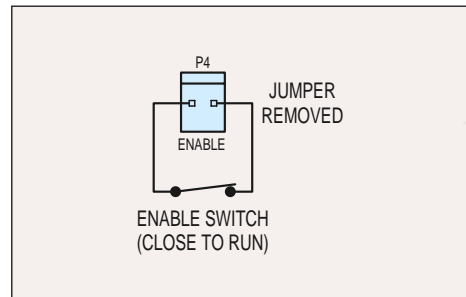 P4
JUMPER
REMOVED
ENABLE
ENABLE SWITCH
(CLOSE TO RUN)